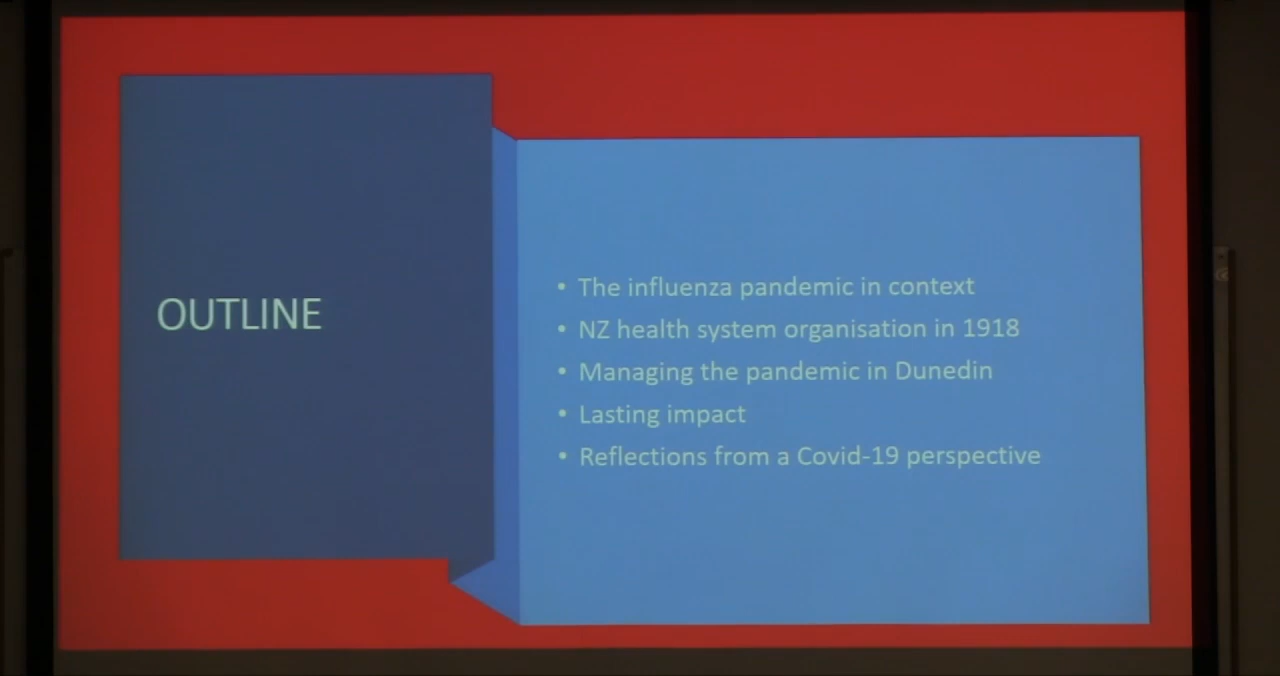 OUTLINE
• The influenza pandemic in context
• NZ health system organisation in 1918
• Managing the pandemic in Dunedin
• Lasting impact
• Reflections from a Covid-19 perspective